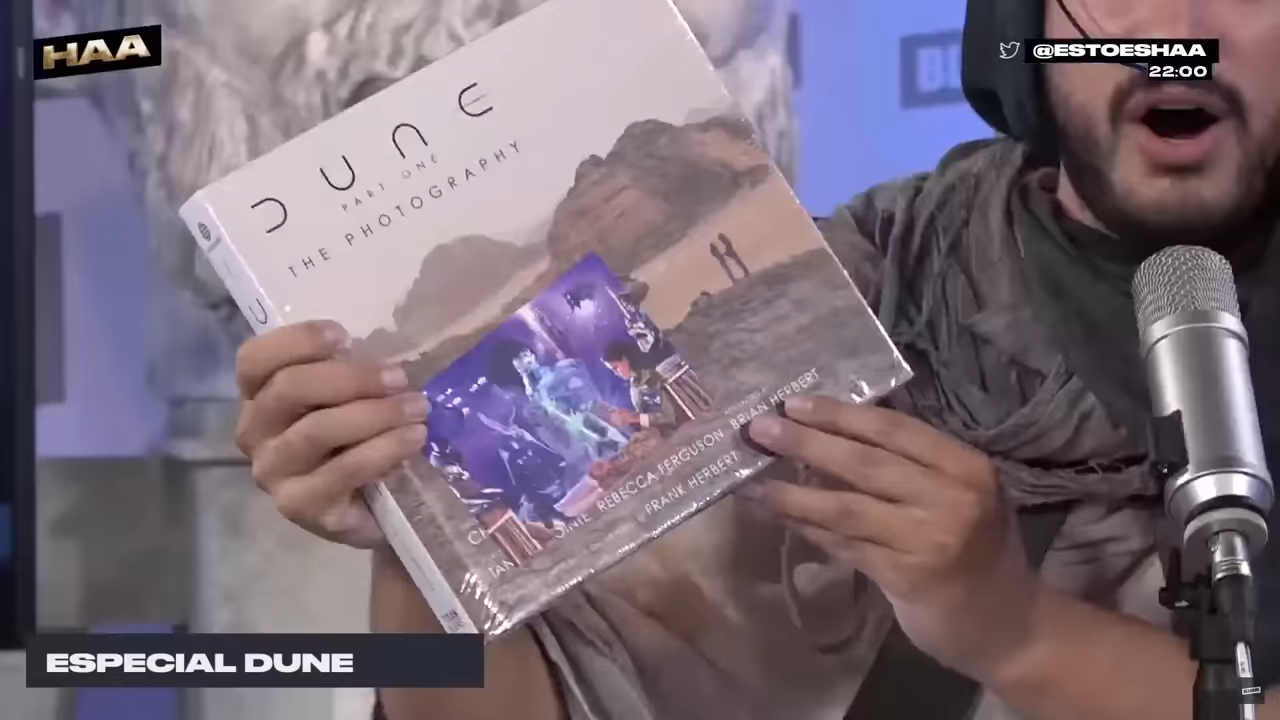 HAA
@ESTOESHAA
22:00
DUNE
PART ONE
THE PHOTOGRAPHY
REBECCA FERGUSON BRIAN HERBERT
FRANK HERBERT
ESPECIAL DUNE